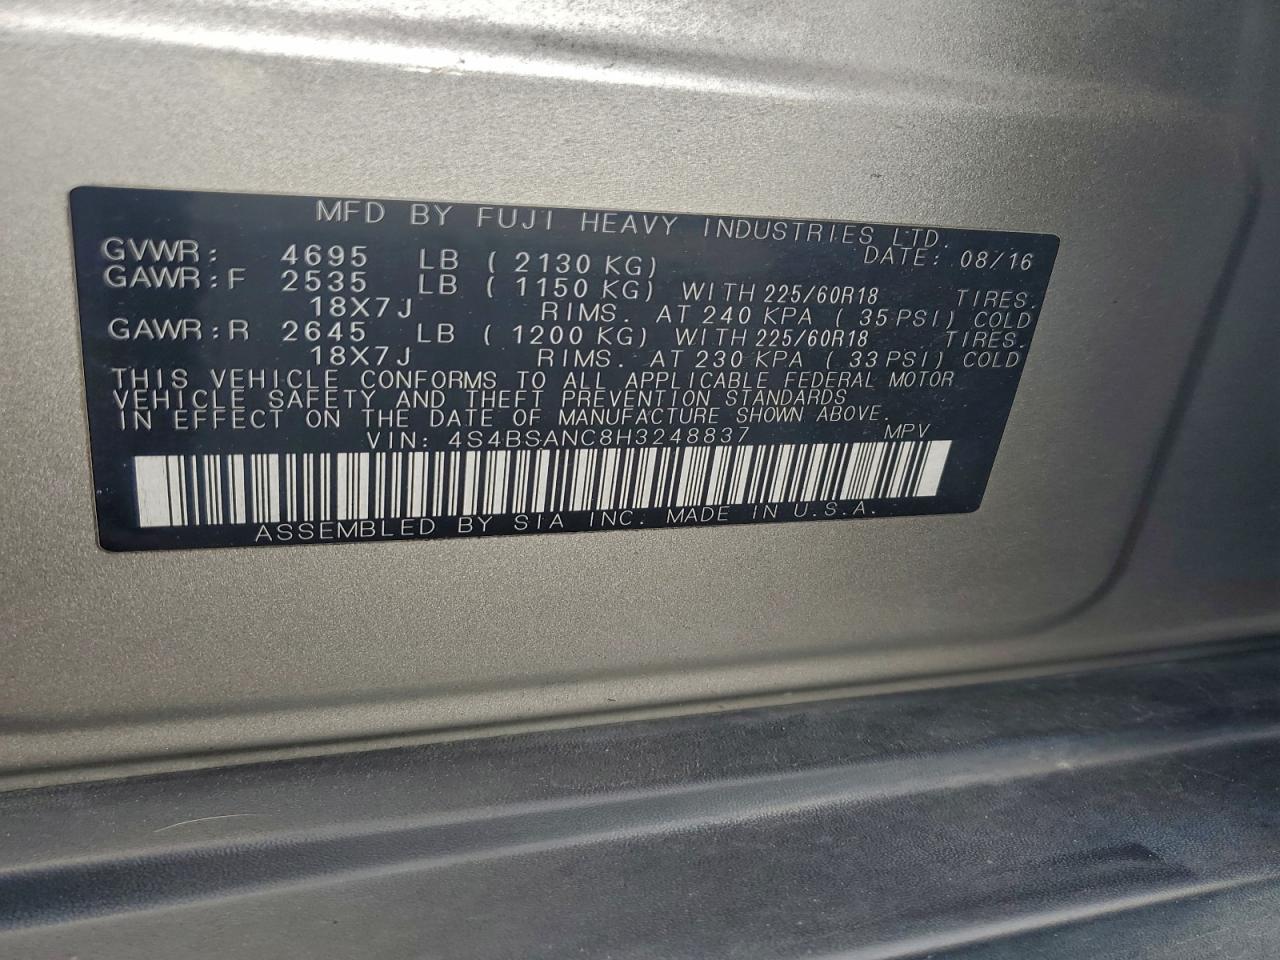 MFD BY FUJI HEAVY INDUSTRIES LTD.
GVWR: 4695 LB ( 2130 KG) DATE: 08/16
GAWR:F 2535 LB ( 1150 KG) WITH 225/60R18 TIRES.
18X7J RIMS. AT 240 KPA ( 35 PSI) COLD
GAWR:R 2645 LB ( 1200 KG) WITH 225/60R18 TIRES.
18X7J RIMS. AT 230 KPA ( 33 PSI) COLD
THIS VEHICLE CONFORMS TO ALL APPLICABLE FEDERAL MOTOR
VEHICLE SAFETY AND THEFT PREVENTION STANDARDS
IN EFFECT ON THE DATE OF MANUFACTURE SHOWN ABOVE.
VIN: 4S4BSANC8H3248837 MPV
ASSEMBLED BY SIA INC. MADE IN U.S.A.